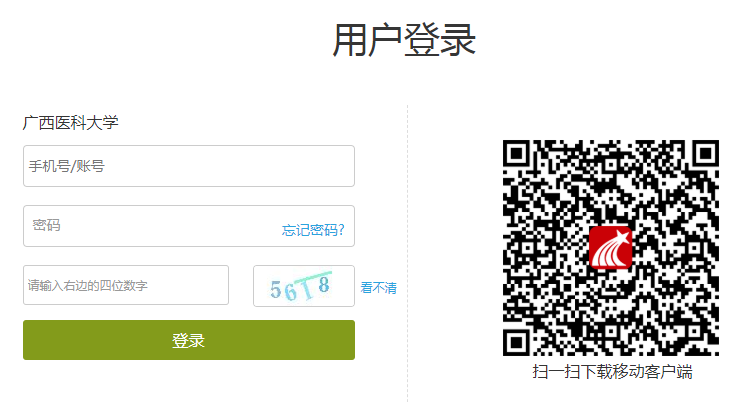 用户登录
广西医科大学
手机号/账号
密码
忘记密码?
请输入右边的四位数字
5618
看不清
登录
扫一扫下载移动客户端